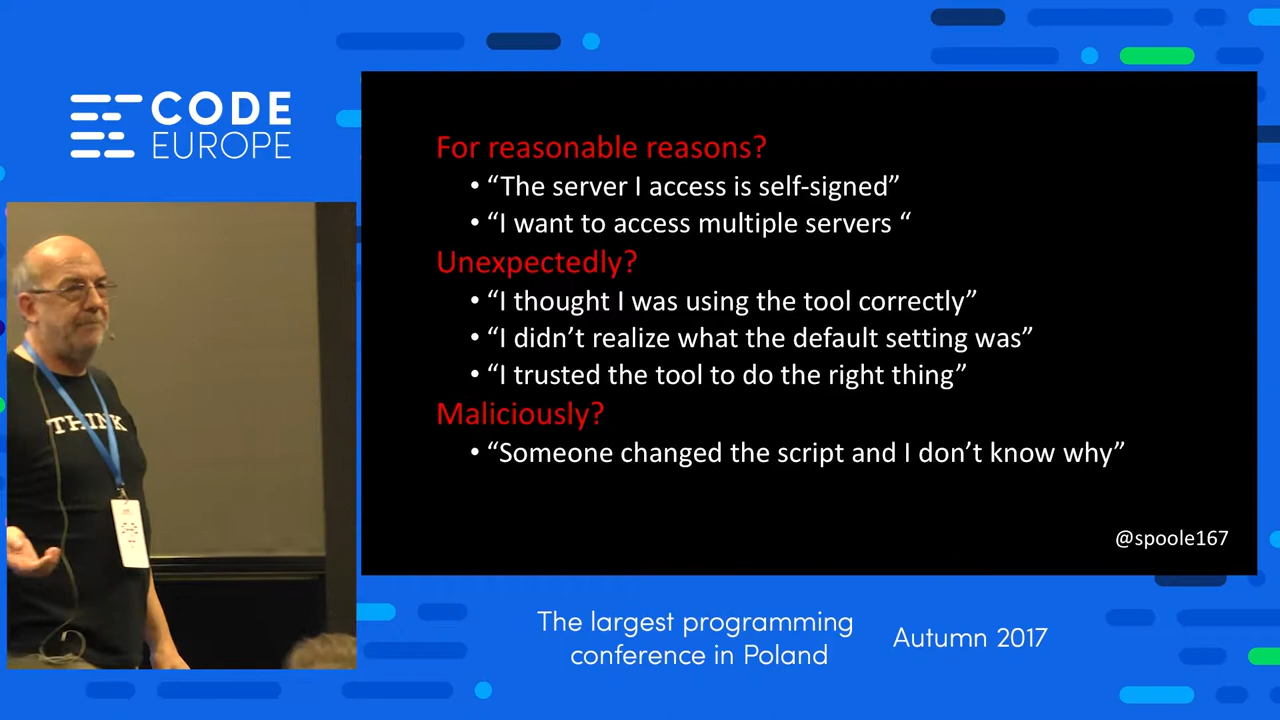 CODE
EUROPE
For reasonable reasons?
• “The server I access is self-signed”
• “I want to access multiple servers “
Unexpectedly?
• “I thought I was using the tool correctly”
• “I didn’t realize what the default setting was”
• “I trusted the tool to do the right thing”
Maliciously?
• “Someone changed the script and I don’t know why”
@spoole167
THINK
The largest programming
conference in Poland
Autumn 2017